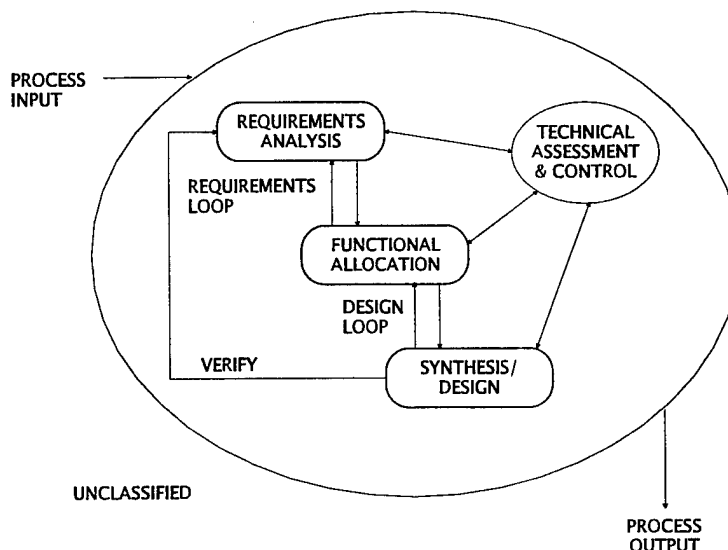 PROCESS
INPUT
REQUIREMENTS
ANALYSIS
TECHNICAL
ASSESSMENT
& CONTROL
REQUIREMENTS
LOOP
FUNCTIONAL
ALLOCATION
DESIGN
LOOP
VERIFY
SYNTHESIS/
DESIGN
UNCLASSIFIED
PROCESS
OUTPUT